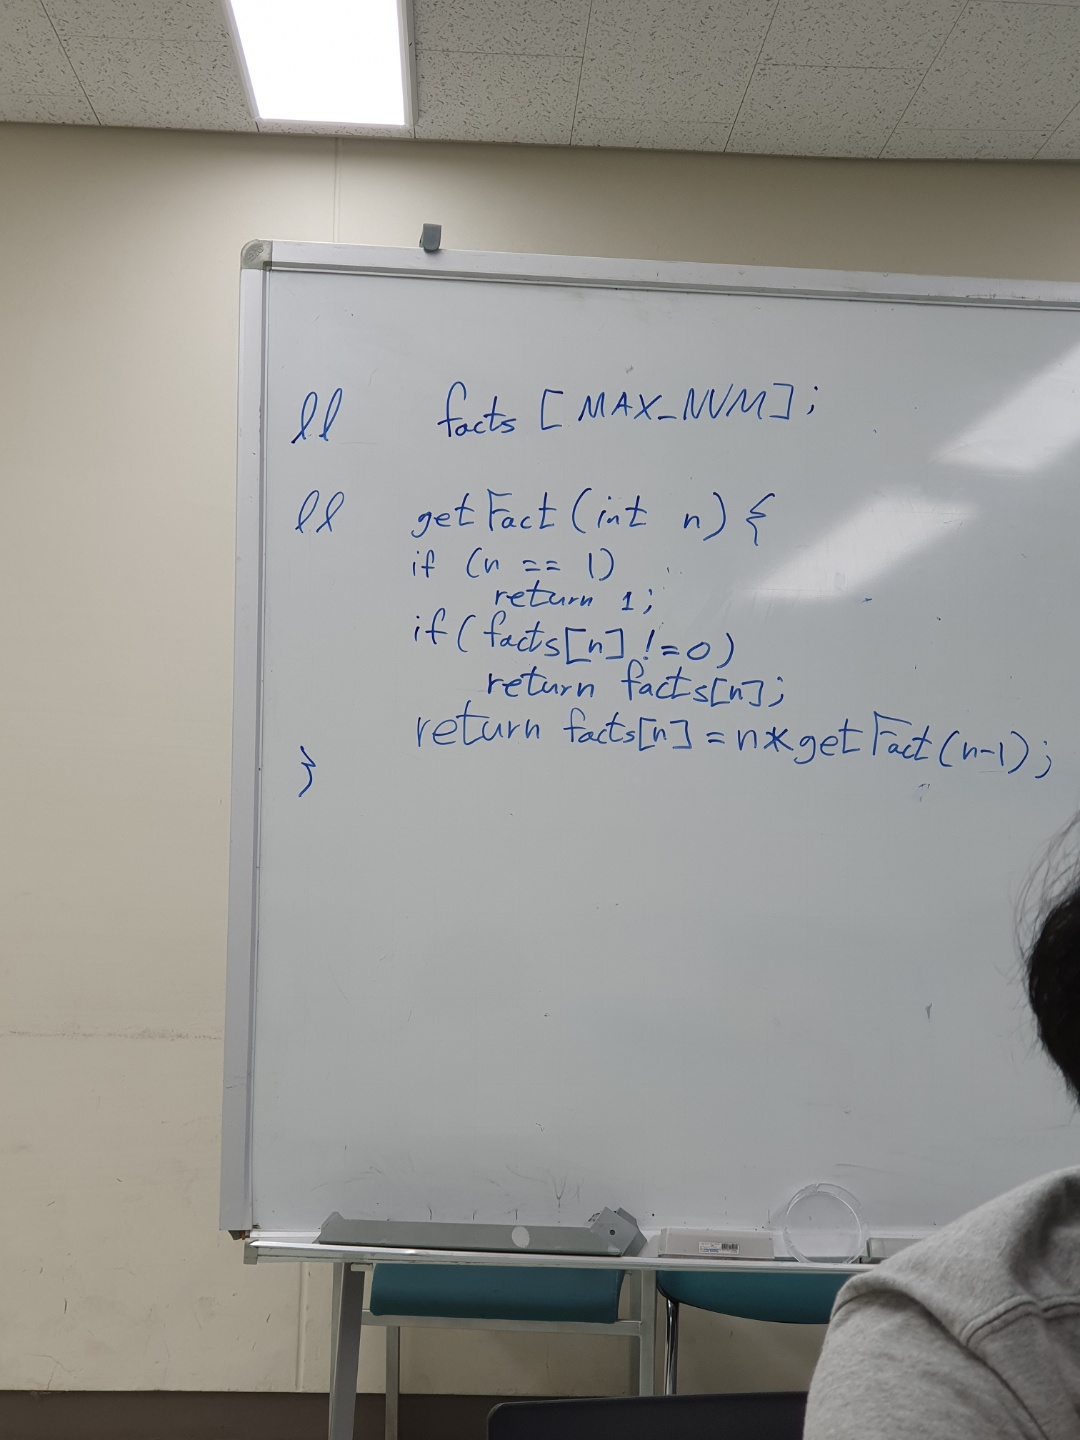 ll facts [MAX_NUM];
ll getFact(int n) {
if (n == 1)
return 1;
if( facts[n] !=0)
return facts[n];
return facts[n] = n*getFact(n-1);
}